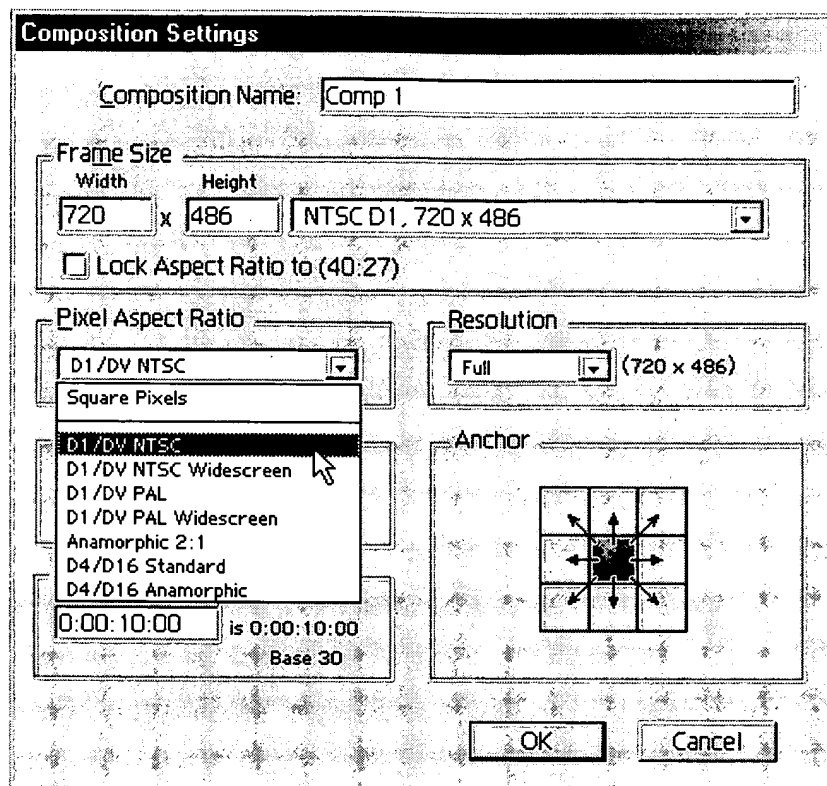 Composition Settings
Composition Name: Comp 1
Frame Size
Width Height
720 x 486 NTSC D1, 720 x 486
Lock Aspect Ratio to (40:27)
Pixel Aspect Ratio
D1/DV NTSC
Square Pixels
D1/DV NTSC
D1/DV NTSC Widescreen
D1/DV PAL
D1/DV PAL Widescreen
Anamorphic 2:1
D4/D16 Standard
D4/D16 Anamorphic
0:00:10:00 is 0:00:10:00
Base 30
Resolution
Full (720 x 486)
Anchor
OK Cancel